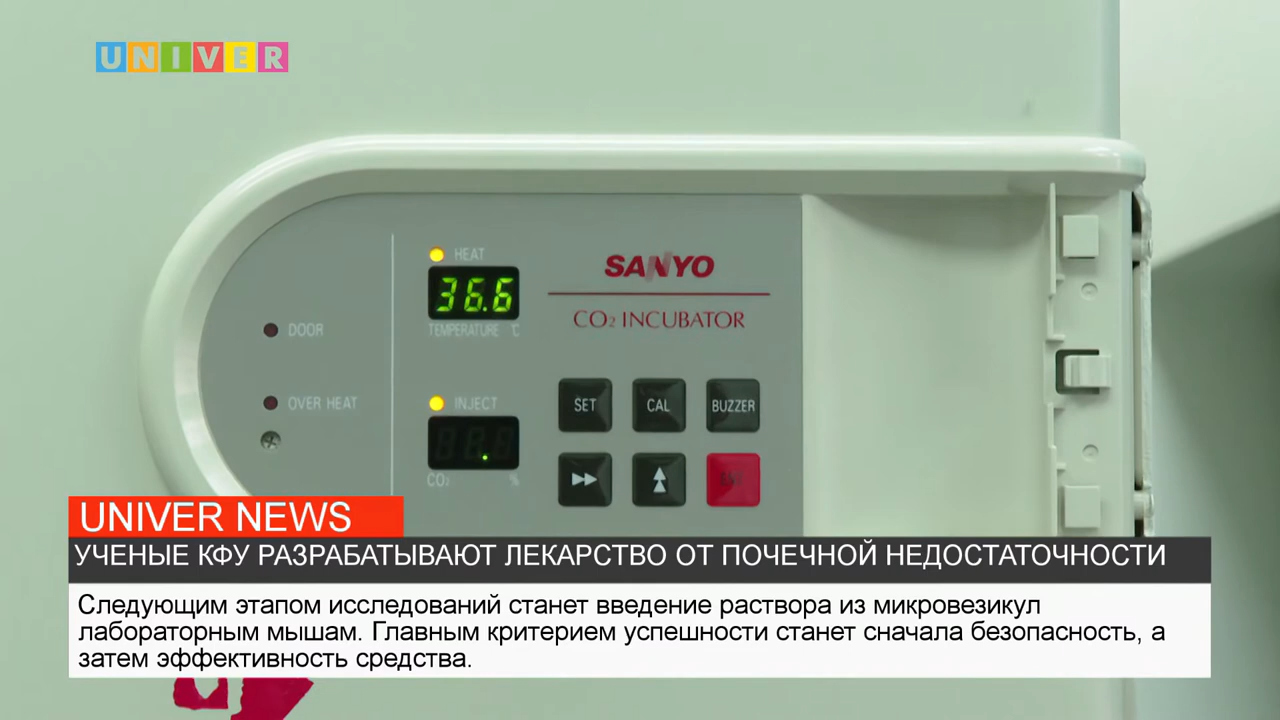 UNIVER
HEAT
36.6
SANYO
TEMPERATURE °C
CO2 INCUBATOR
DOOR
OVER HEAT
INJECT
SET
CAL
BUZZER
CO2 %
UNIVER NEWS
УЧЕНЫЕ КФУ РАЗРАБАТЫВАЮТ ЛЕКАРСТВО ОТ ПОЧЕЧНОЙ НЕДОСТАТОЧНОСТИ
Следующим этапом исследований станет введение раствора из микровезикул
лабораторным мышам. Главным критерием успешности станет сначала безопасность, а
затем эффективность средства.